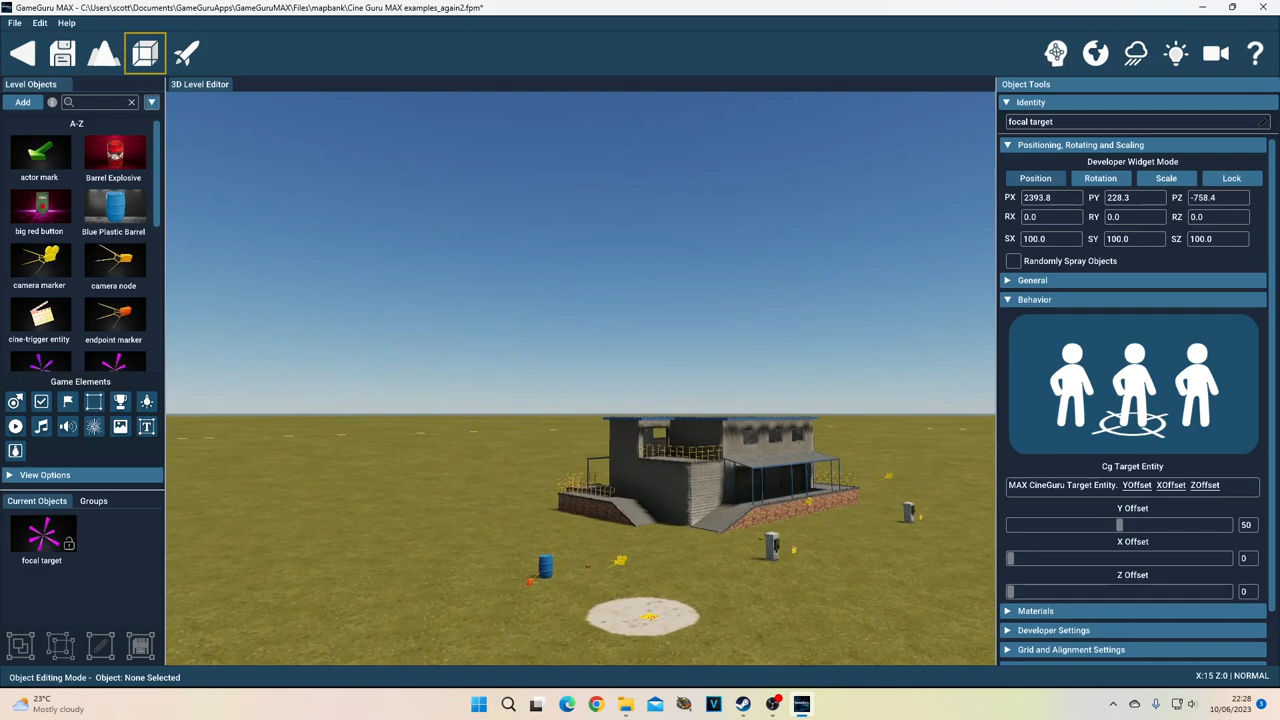 GameGuru MAX - C:\Users\scott\Documents\GameGuruApps\GameGuruMAX\Files\mapbank\Cine Guru MAX examples_again2.fpm*
File Edit Help
Level Objects
3D Level Editor
Object Tools
Add
Identity
focal target
A-Z
Positioning, Rotating and Scaling
Developer Widget Mode
Position Rotation Scale Lock
actor mark Barrel Explosive
PX 2393.8 PY 228.3 PZ -758.4
RX 0.0 RY 0.0 RZ 0.0
big red button Blue Plastic Barrel
SX 100.0 SY 100.0 SZ 100.0
Randomly Spray Objects
camera marker camera node
General
Behavior
cine-trigger entity endpoint marker
Game Elements
Cg Target Entity
View Options
MAX CineGuru Target Entity. YOffset XOffset ZOffset
Current Objects Groups
Y Offset
50
X Offset
focal target
0
Z Offset
0
Materials
Developer Settings
Grid and Alignment Settings
Object Editing Mode - Object: None Selected
X:15 Z:0 | NORMAL
23°C
Mostly cloudy
22:28
10/06/2023
3